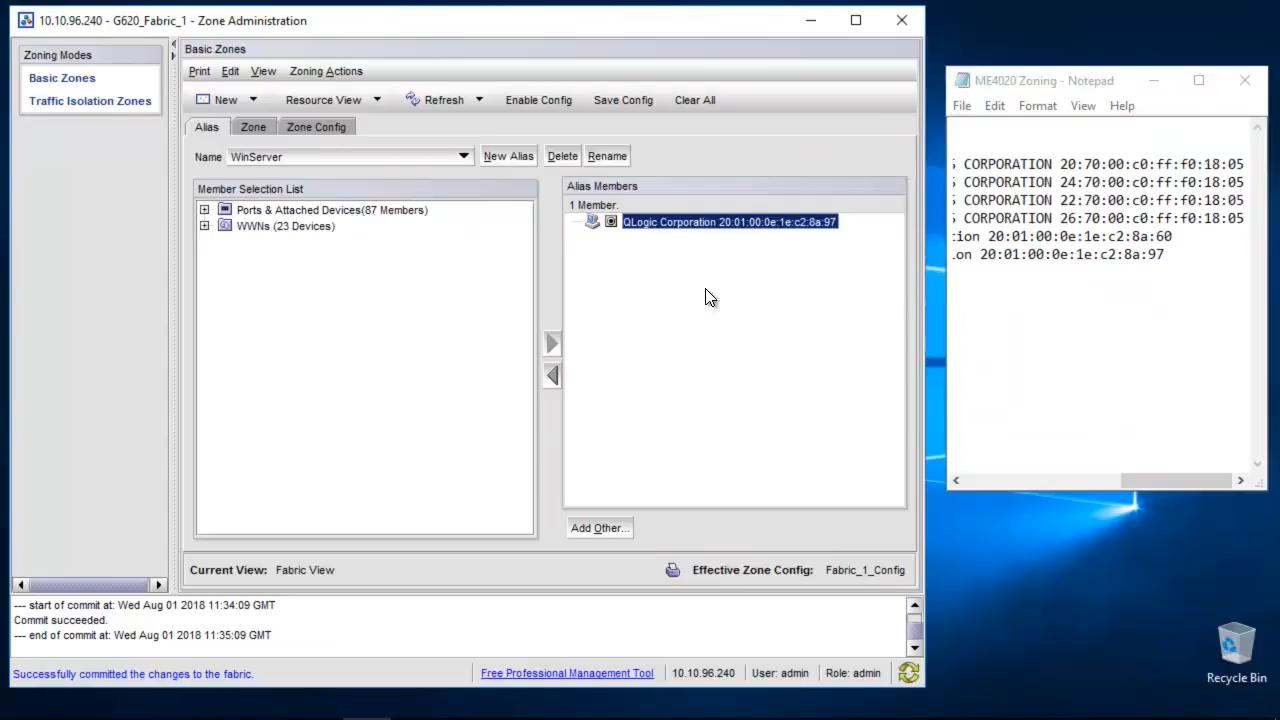 10.10.96.240 - G620_Fabric_1 - Zone Administration
Zoning Modes
Basic Zones
Traffic Isolation Zones
Basic Zones
Print Edit View Zoning Actions
New Resource View Refresh Enable Config Save Config Clear All
Alias Zone Zone Config
Name WinServer New Alias Delete Rename
Member Selection List
Ports & Attached Devices(87 Members)
WWNs (23 Devices)
Alias Members
1 Member.
QLogic Corporation 20:01:00:0e:1e:c2:8a:97
Add Other...
Current View: Fabric View Effective Zone Config: Fabric_1_Config
--- start of commit at: Wed Aug 01 2018 11:34:09 GMT
Commit succeeded.
--- end of commit at: Wed Aug 01 2018 11:35:09 GMT
Successfully committed the changes to the fabric. Free Professional Management Tool 10.10.96.240 User: admin Role: admin
ME4020 Zoning - Notepad
File Edit Format View Help
CORPORATION 20:70:00:c0:ff:f0:18:05
CORPORATION 24:70:00:c0:ff:f0:18:05
CORPORATION 22:70:00:c0:ff:f0:18:05
CORPORATION 26:70:00:c0:ff:f0:18:05
ion 20:01:00:0e:1e:c2:8a:60
on 20:01:00:0e:1e:c2:8a:97
Recycle Bin